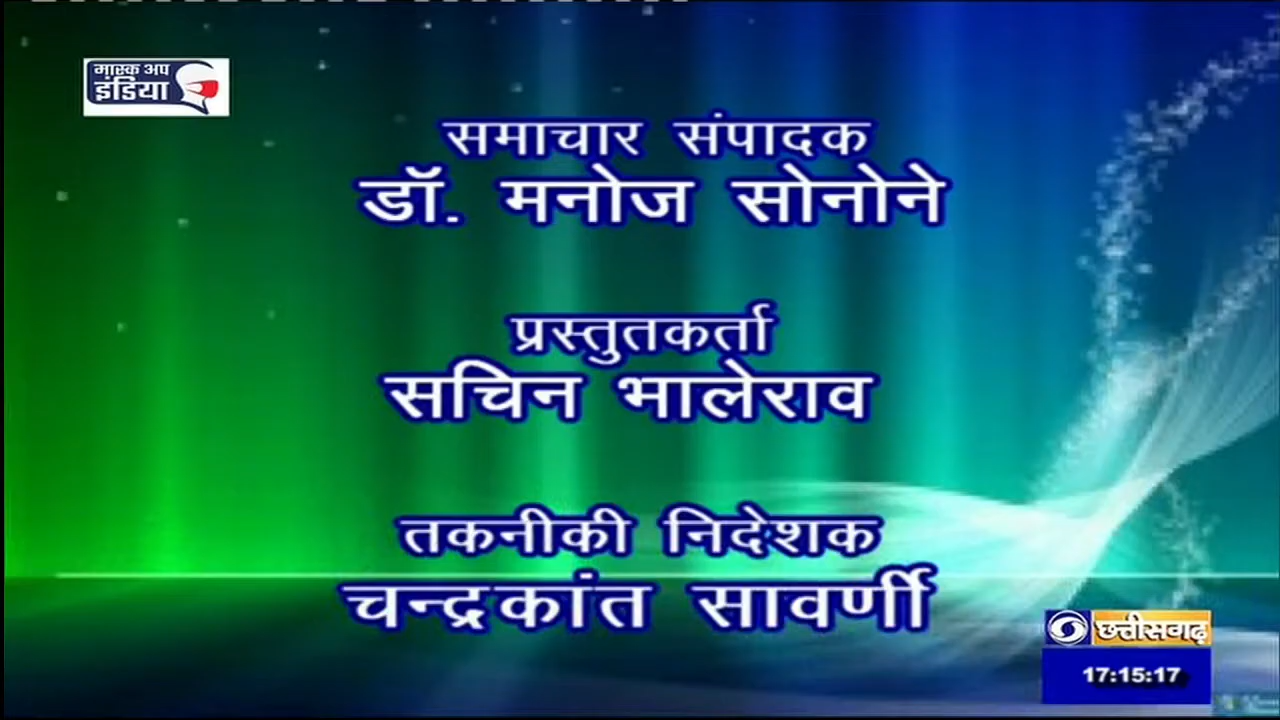 मास्क अप
इंडिया
समाचार संपादक
डॉ. मनोज सोनोने
प्रस्तुतकर्ता
सचिन भालेराव
तकनीकी निदेशक
चन्द्रकांत सावर्णी
छत्तीसगढ़
17:15:17